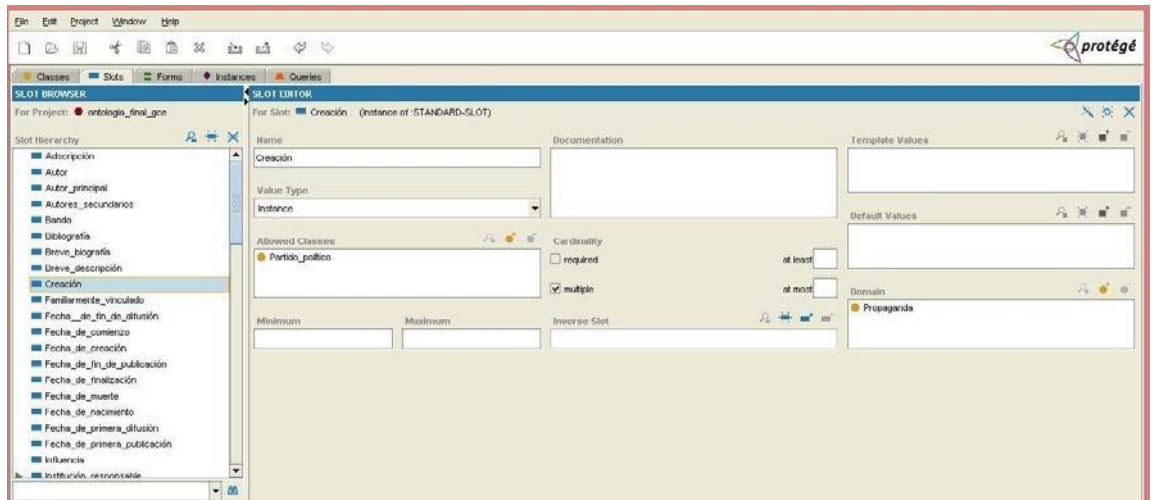 File Edit Project Window Help
protégé
Classes Slots Forms Instances Queries
SLOT BROWSER
For Project: ontologia_final_gce
Slot Hierarchy
Adscripción
Autor
Autor_principal
Autores_secundarios
Bando
Bibliografía
Breve_biografía
Breve_descripción
Creación
Familiarmente_vinculado
Fecha__de_fin_de_difusión
Fecha_de_comienzo
Fecha_de_creación
Fecha_de_fin_de_publicación
Fecha_de_finalización
Fecha_de_muerte
Fecha_de_nacimiento
Fecha_de_primera_difusión
Fecha_de_primera_publicación
Influencia
Institución_responsable
SLOT EDITOR
For Slot: Creación (instance of :STANDARD-SLOT)
Name
Creación
Documentation
Template Values
Value Type
Instance
Default Values
Allowed Classes
Partido_político
Cardinality
required at least
multiple at most
Domain
Propaganda
Minimum Maximum Inverse Slot